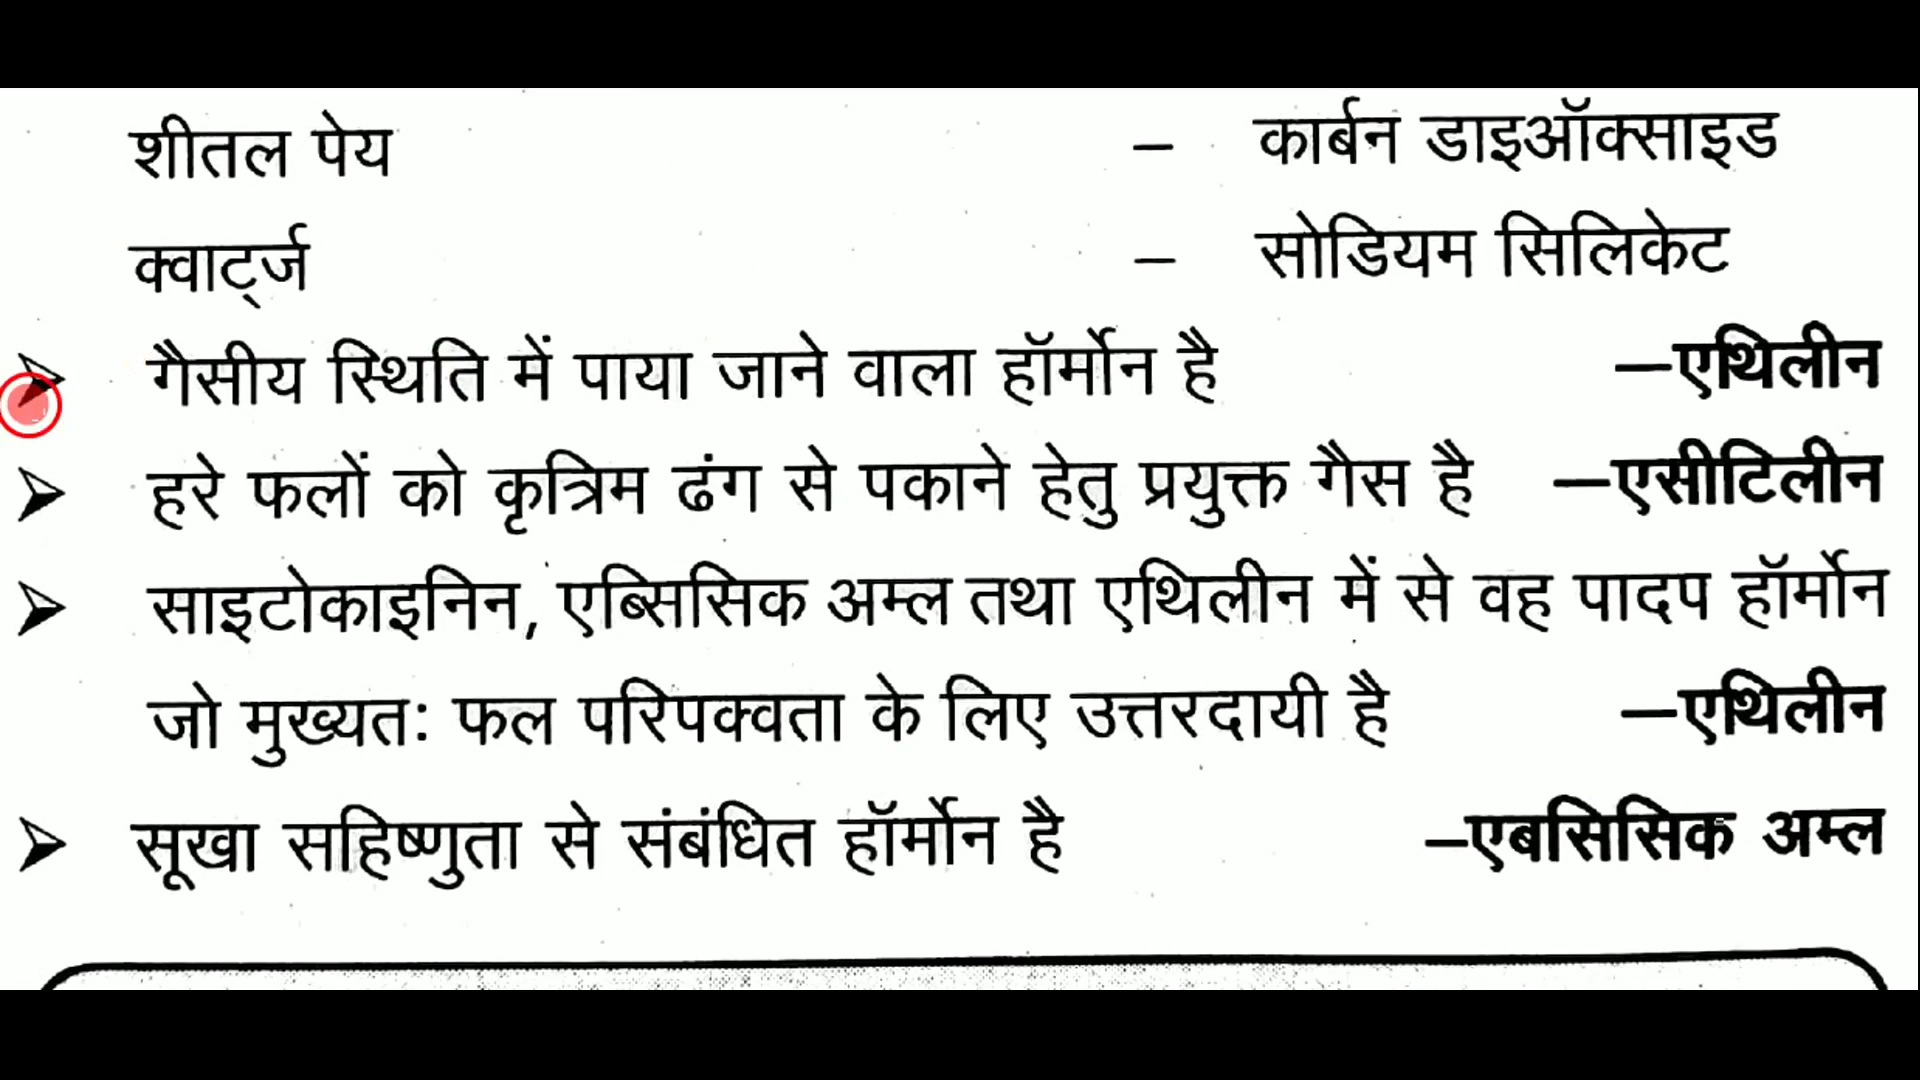 शीतल पेय – कार्बन डाइऑक्साइड
क्वार्ट्ज – सोडियम सिलिकेट
➢ गैसीय स्थिति में पाया जाने वाला हॉर्मोन है —एथिलीन
➢ हरे फलों को कृत्रिम ढंग से पकाने हेतु प्रयुक्त गैस है —एसीटिलीन
➢ साइटोकाइनिन, एब्सिसिक अम्ल तथा एथिलीन में से वह पादप हॉर्मोन
जो मुख्यतः फल परिपक्वता के लिए उत्तरदायी है —एथिलीन
➢ सूखा सहिष्णुता से संबंधित हॉर्मोन है —एबसिसिक अम्ल